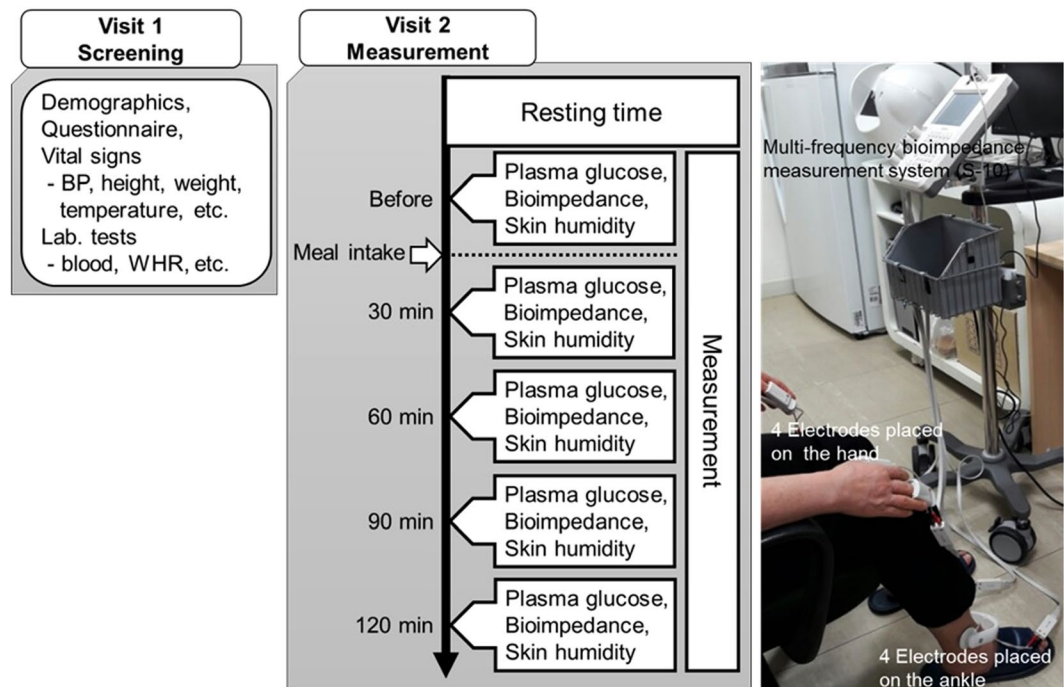 Visit 1
Screening
Demographics,
Questionnaire,
Vital signs
- BP, height, weight,
temperature, etc.
Lab. tests
- blood, WHR, etc.
Visit 2
Measurement
Resting time
Before
Plasma glucose,
Bioimpedance,
Skin humidity
Meal intake
30 min
Plasma glucose,
Bioimpedance,
Skin humidity
60 min
Plasma glucose,
Bioimpedance,
Skin humidity
90 min
Plasma glucose,
Bioimpedance,
Skin humidity
120 min
Plasma glucose,
Bioimpedance,
Skin humidity
Measurement
Multi-frequency bioimpedance
measurement system (S-10)
4 Electrodes placed
on the hand
4 Electrodes placed
on the ankle